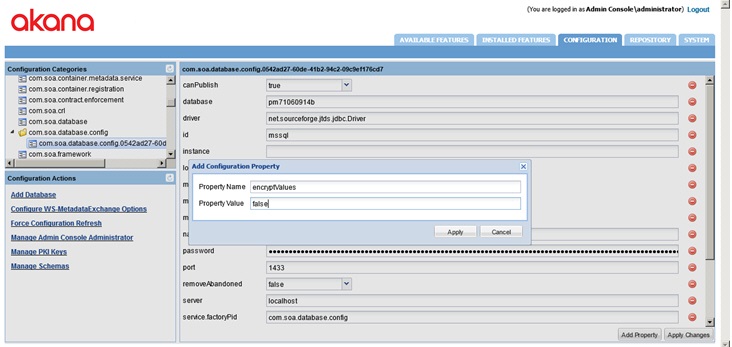 akana
(You are logged in as Admin Console\administrator) Logout
AVAILABLE FEATURES INSTALLED FEATURES CONFIGURATION REPOSITORY SYSTEM
Configuration Categories
com.soa.container.metadata.service
com.soa.container.registration
com.soa.contract.enforcement
com.soa.crl
com.soa.database
com.soa.database.config
com.soa.database.config.0542ad27-60d
com.soa.framework
Configuration Actions
Add Database
Configure WS-MetadataExchange Options
Force Configuration Refresh
Manage Admin Console Administrator
Manage PKI Keys
Manage Schemas
com.soa.database.config.0542ad27-60de-41b2-94c2-09c9ef176cd7
canPublish true
database pm71060914b
driver net.sourceforge.jtds.jdbc.Driver
id mssql
instance
lo
m
m
m
na
Add Configuration Property
Property Name encryptValues
Property Value false
Apply Cancel
password
port 1433
removeAbandoned false
server localhost
service.factoryPid com.soa.database.config
Add Property Apply Changes